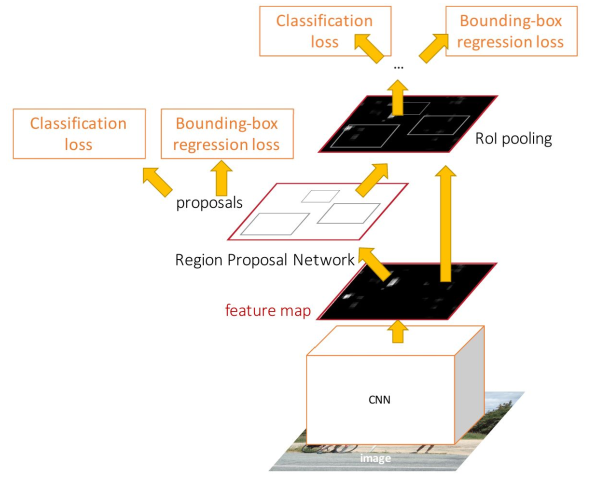 Classification
loss
Bounding-box
regression loss
...
Classification
loss
Bounding-box
regression loss
RoI pooling
proposals
Region Proposal Network
feature map
CNN
image